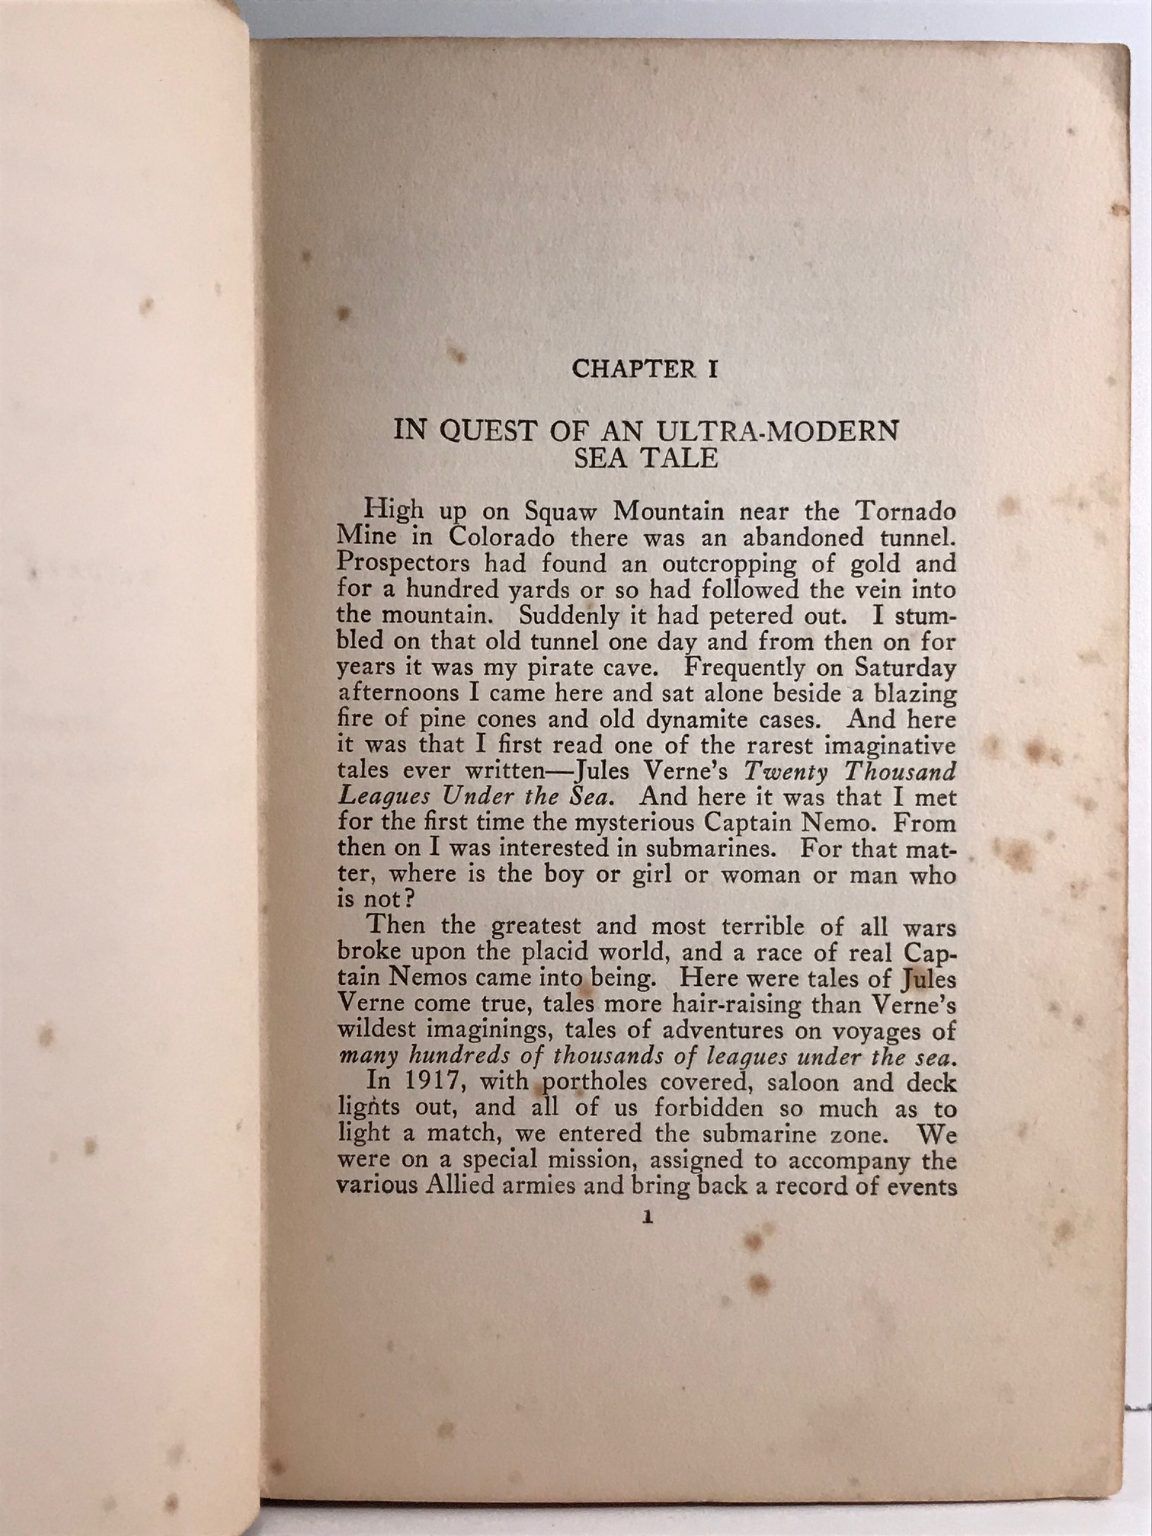 CHAPTER I
IN QUEST OF AN ULTRA-MODERN
SEA TALE
High up on Squaw Mountain near the Tornado
Mine in Colorado there was an abandoned tunnel.
Prospectors had found an outcropping of gold and
for a hundred yards or so had followed the vein into
the mountain. Suddenly it had petered out. I stum-
bled on that old tunnel one day and from then on for
years it was my pirate cave. Frequently on Saturday
afternoons I came here and sat alone beside a blazing
fire of pine cones and old dynamite cases. And here
it was that I first read one of the rarest imaginative
tales ever written—Jules Verne's Twenty Thousand
Leagues Under the Sea. And here it was that I met
for the first time the mysterious Captain Nemo. From
then on I was interested in submarines. For that mat-
ter, where is the boy or girl or woman or man who
is not?
Then the greatest and most terrible of all wars
broke upon the placid world, and a race of real Cap-
tain Nemos came into being. Here were tales of Jules
Verne come true, tales more hair-raising than Verne's
wildest imaginings, tales of adventures on voyages of
many hundreds of thousands of leagues under the sea.
In 1917, with portholes covered, saloon and deck
lights out, and all of us forbidden so much as to
light a match, we entered the submarine zone. We
were on a special mission, assigned to accompany the
various Allied armies and bring back a record of events
1